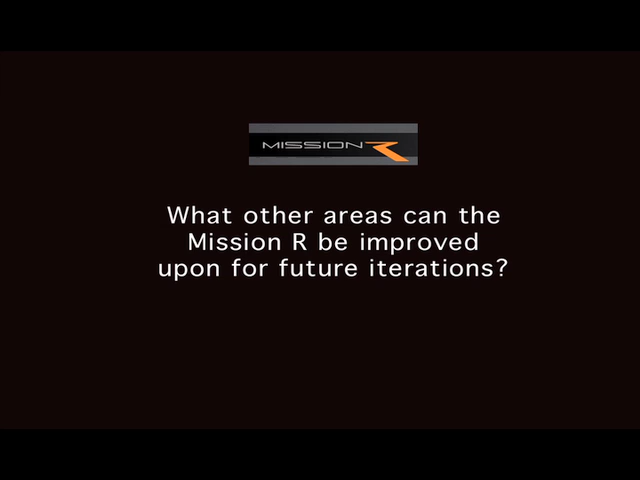 MISSION R
What other areas can the
Mission R be improved
upon for future iterations?